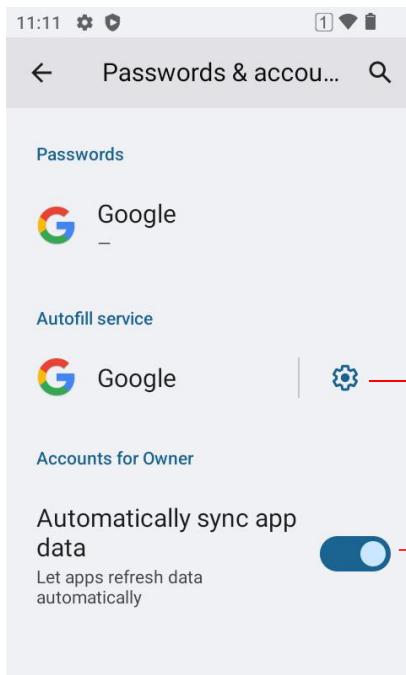 11:11 1
Passwords & accou...
Passwords
Google
–
Autofill service
Google
Accounts for Owner
Automatically sync app
data
Let apps refresh data
automatically